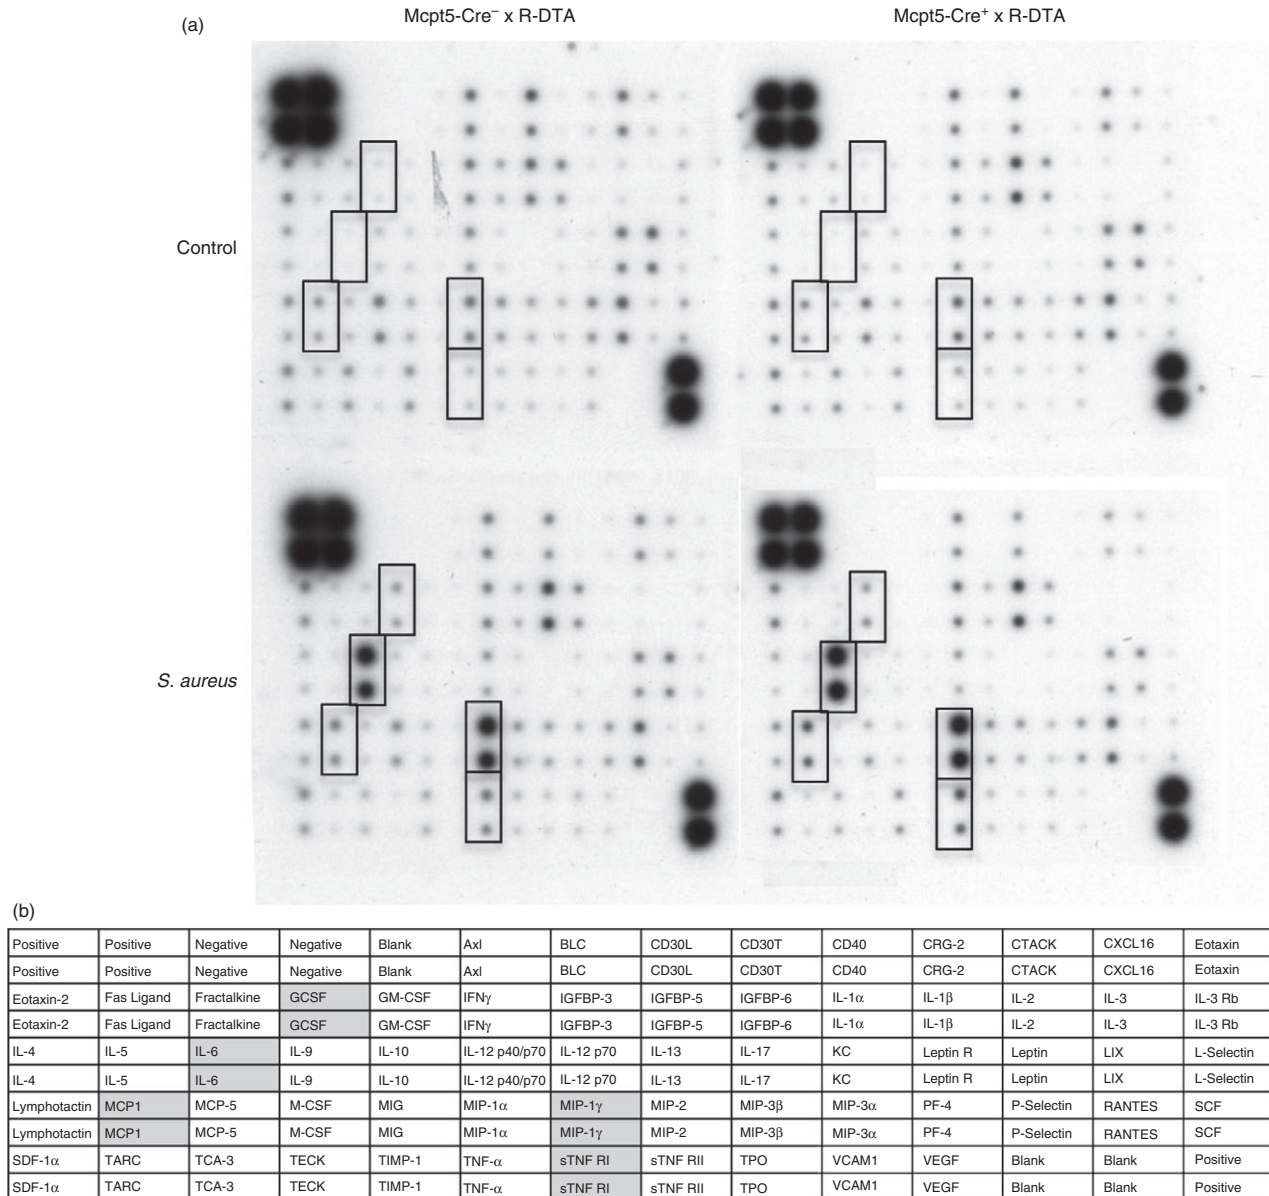 (a)
Mcpt5-Cre⁻ x R-DTA
Mcpt5-Cre⁺ x R-DTA
Control
S. aureus
(b)
Positive Positive Negative Negative Blank Axl BLC CD30L CD30T CD40 CRG-2 CTACK CXCL16 Eotaxin
Positive Positive Negative Negative Blank Axl BLC CD30L CD30T CD40 CRG-2 CTACK CXCL16 Eotaxin
Eotaxin-2 Fas Ligand Fractalkine GCSF GM-CSF IFNγ IGFBP-3 IGFBP-5 IGFBP-6 IL-1α IL-1β IL-2 IL-3 IL-3 Rb
Eotaxin-2 Fas Ligand Fractalkine GCSF GM-CSF IFNγ IGFBP-3 IGFBP-5 IGFBP-6 IL-1α IL-1β IL-2 IL-3 IL-3 Rb
IL-4 IL-5 IL-6 IL-9 IL-10 IL-12 p40/p70 IL-12 p70 IL-13 IL-17 KC Leptin R Leptin LIX L-Selectin
IL-4 IL-5 IL-6 IL-9 IL-10 IL-12 p40/p70 IL-12 p70 IL-13 IL-17 KC Leptin R Leptin LIX L-Selectin
Lymphotactin MCP1 MCP-5 M-CSF MIG MIP-1α MIP-1γ MIP-2 MIP-3β MIP-3α PF-4 P-Selectin RANTES SCF
Lymphotactin MCP1 MCP-5 M-CSF MIG MIP-1α MIP-1γ MIP-2 MIP-3β MIP-3α PF-4 P-Selectin RANTES SCF
SDF-1α TARC TCA-3 TECK TIMP-1 TNF-α sTNF RI sTNF RII TPO VCAM1 VEGF Blank Blank Positive
SDF-1α TARC TCA-3 TECK TIMP-1 TNF-α sTNF RI sTNF RII TPO VCAM1 VEGF Blank Blank Positive